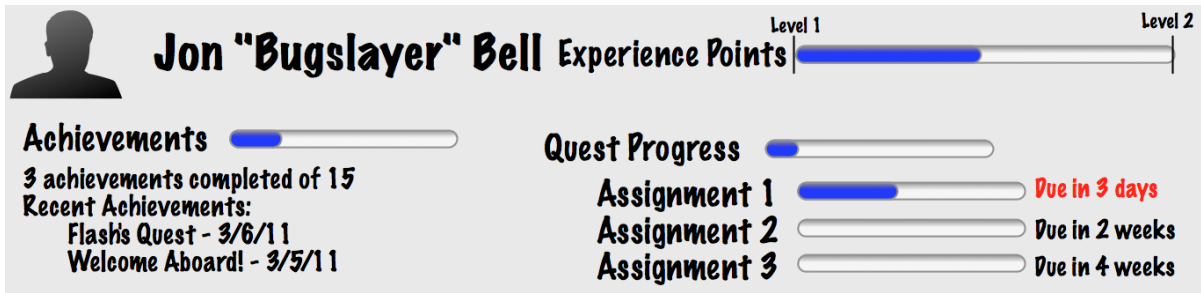 Level 1
Level 2
Jon "Bugslayer" Bell
Experience Points
Achievements
3 achievements completed of 15
Recent Achievements:
Flash's Quest - 3/6/11
Welcome Aboard! - 3/5/11
Quest Progress
Assignment 1
Due in 3 days
Assignment 2
Due in 2 weeks
Assignment 3
Due in 4 weeks